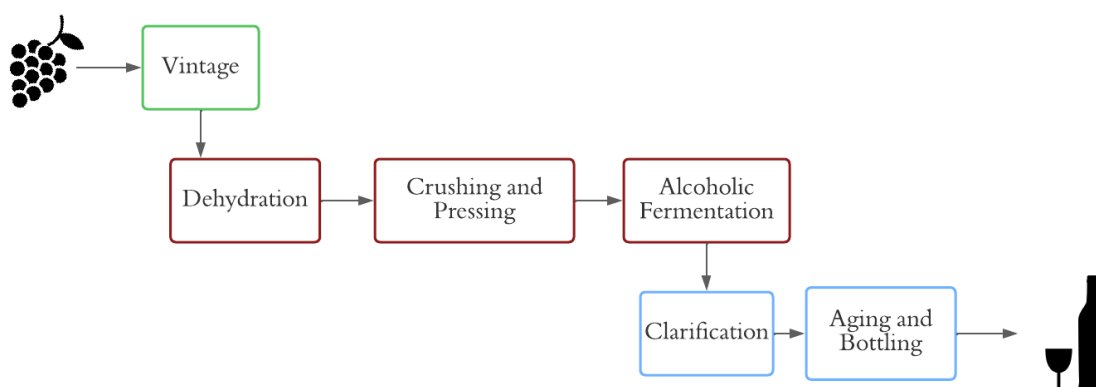 Vintage
Dehydration
Crushing and
Pressing
Alcoholic
Fermentation
Clarification
Aging and
Bottling